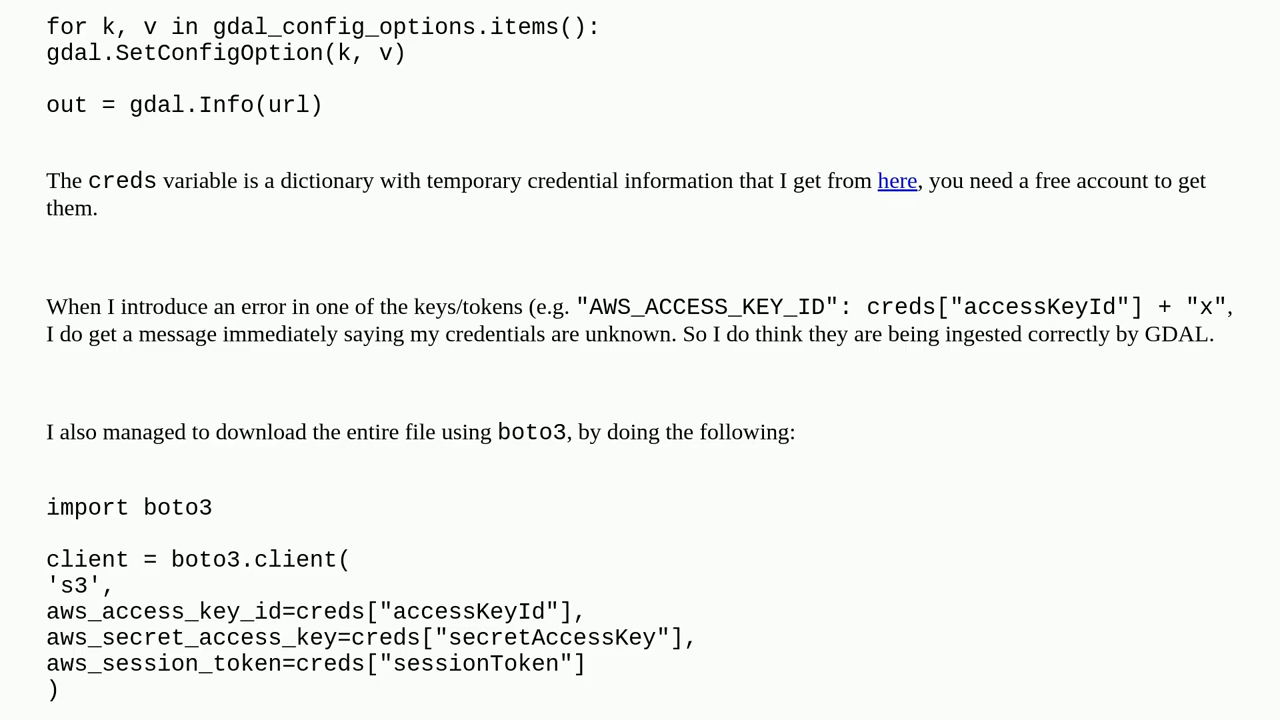 for k, v in gdal_config_options.items():
gdal.SetConfigOption(k, v)
out = gdal.Info(url)
The creds variable is a dictionary with temporary credential information that I get from here, you need a free account to get
them.
When I introduce an error in one of the keys/tokens (e.g. "AWS_ACCESS_KEY_ID": creds["accessKeyId"] + "x",
I do get a message immediately saying my credentials are unknown. So I do think they are being ingested correctly by GDAL.
I also managed to download the entire file using boto3, by doing the following:
import boto3
client = boto3.client(
's3',
aws_access_key_id=creds["accessKeyId"],
aws_secret_access_key=creds["secretAccessKey"],
aws_session_token=creds["sessionToken"]
)